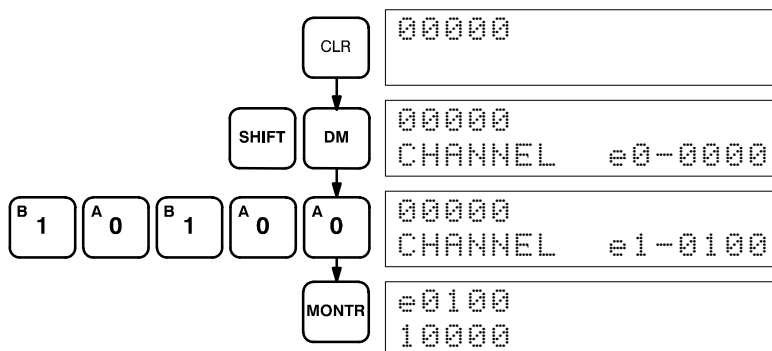 CLR
00000
SHIFT DM
00000
CHANNEL e0-0000
B 1 A 0 B 1 A 0 A 0
00000
CHANNEL e1-0100
MONTR
e0100
10000